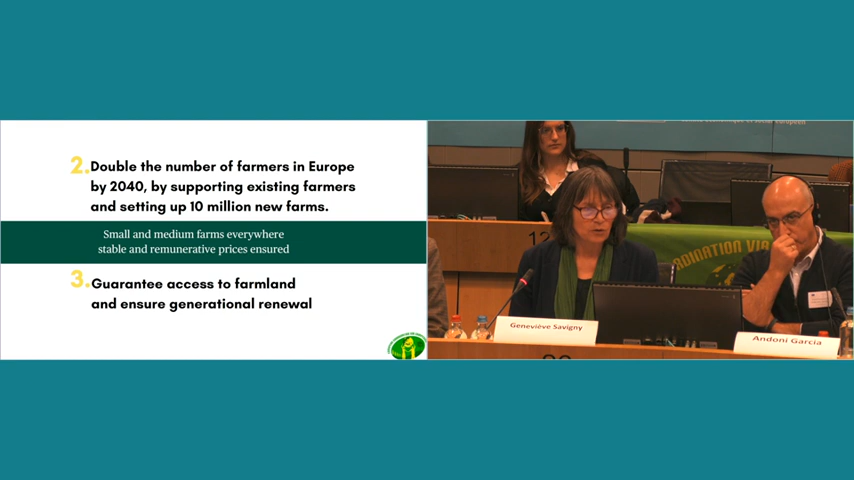 2. Double the number of farmers in Europe
by 2040, by supporting existing farmers
and setting up 10 million new farms.
Small and medium farms everywhere
stable and remunerative prices ensured
3. Guarantee access to farmland
and ensure generational renewal
RDINATION VIA
Geneviève Savigny
Andoni Garcia